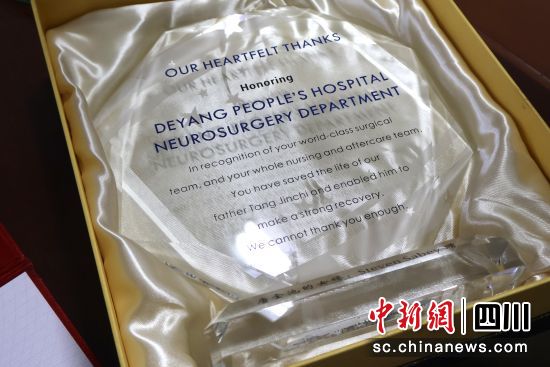 OUR HEARTFELT THANKS
Honoring
DEYANG PEOPLE'S HOSPITAL
NEUROSURGERY DEPARTMENT
In recognition of your world-class surgical
team, and your whole nursing and aftercare team.
You have saved the life of our
father Tang Jinchi and enabled him to
make a strong recovery.
We cannot thank you enough.
中新網 四川
sc.chinanews.com